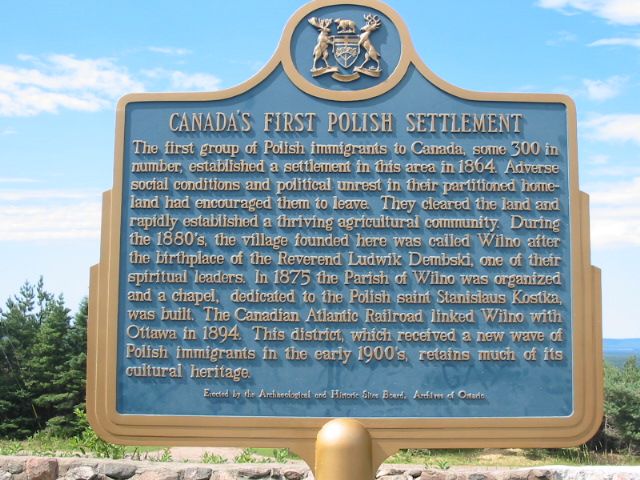 CANADA'S FIRST POLISH SETTLEMENT
The first group of Polish immigrants to Canada, some 300 in
number, established a settlement in this area in 1864. Adverse
social conditions and political unrest in their partitioned home-
land had encouraged them to leave. They cleared the land and
rapidly established a thriving agricultural community. During
the 1880's, the village founded here was called Wilno after
the birthplace of the Reverend Ludwik Dembski, one of their
spiritual leaders. In 1875 the Parish of Wilno was organized
and a chapel, dedicated to the Polish saint Stanislaus Kostka,
was built. The Canadian Atlantic Railroad linked Wilno with
Ottawa in 1894. This district, which received a new wave of
Polish immigrants in the early 1900's, retains much of its
cultural heritage.
Erected by the Archaeological and Historic Sites Board, Archives of Ontario